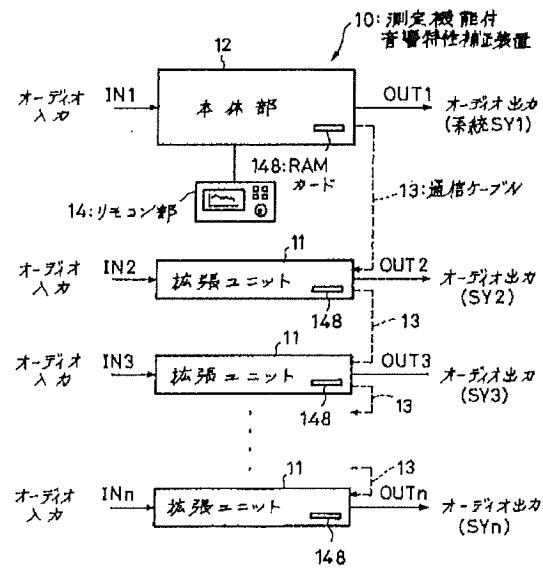 10:測定機能付
音響特性補正装置
12
オーディオ
入力
IN1
本体部
OUT1
オーディオ出力
(系統SY1)
148:RAM
カード
13:通信ケーブル
14:リモコン部
11
オーディオ
入力
IN2
拡張ユニット
OUT2
オーディオ出力
(SY2)
148
13
11
オーディオ
入力
IN3
拡張ユニット
OUT3
オーディオ出力
(SY3)
148
13
11
13
オーディオ
入力
INn
拡張ユニット
OUTn
オーディオ出力
(SYn)
148